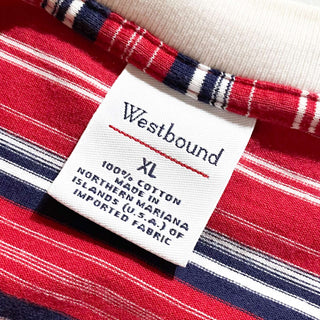 Westbound
XL
100% COTTON
MADE IN
NORTHERN MARIANA
ISLANDS (U.S.A.) OF
IMPORTED FABRIC